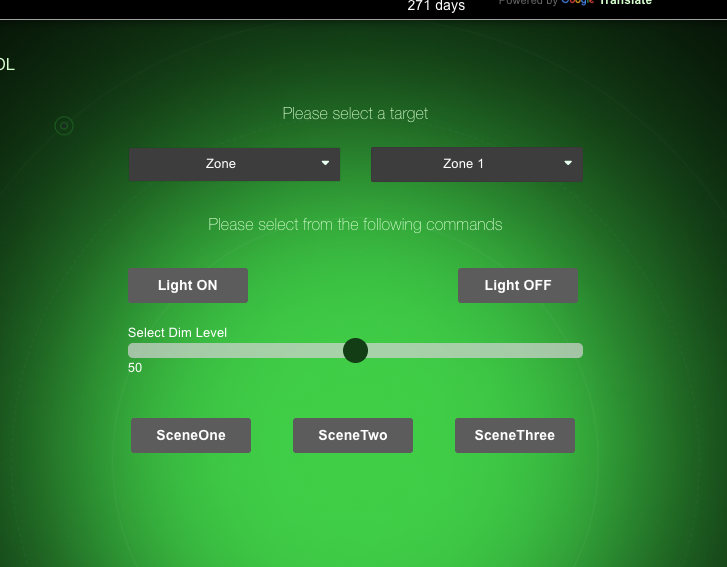 271 days
Powered by Google Translate
OL
Please select a target
Zone
Zone 1
Please select from the following commands
Light ON
Light OFF
Select Dim Level
50
SceneOne
SceneTwo
SceneThree